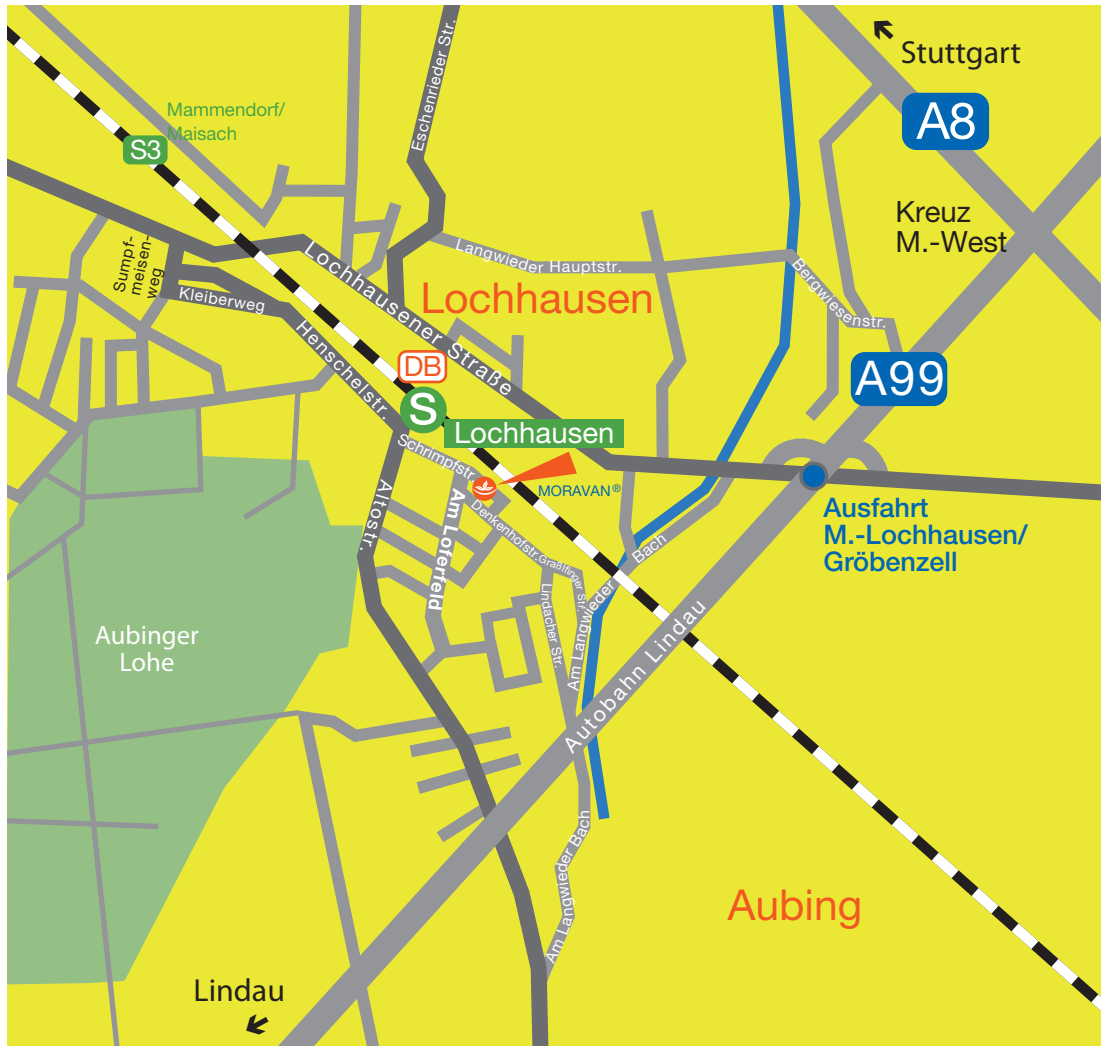 Stuttgart
A8
Eschenrieder Str.
Mammendorf/
Maisach
S3
Kreuz
M.-West
Sumpf-
meisen-
weg
Langwieder Hauptstr.
Bergwiesenstr.
Kleiberweg
Lochhausener Straße
Lochhausen
Henschelstr.
DB
A99
S
Lochhausen
Schrimpfstr.
MORAVAN®
Altostr.
Am Loferfeld
Denkenhofstr.
Graßlfinger Str.
Ausfahrt
M.-Lochhausen/
Gröbenzell
Lindacher Str.
Am Langwieder Bach
Aubinger
Lohe
Autobahn Lindau
Am Langwieder Bach
Aubing
Lindau